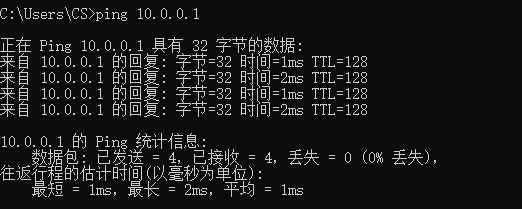 C:\Users\CS>ping 10.0.0.1
正在 Ping 10.0.0.1 具有 32 字节的数据:
来自 10.0.0.1 的回复: 字节=32 时间=1ms TTL=128
来自 10.0.0.1 的回复: 字节=32 时间=2ms TTL=128
来自 10.0.0.1 的回复: 字节=32 时间=1ms TTL=128
来自 10.0.0.1 的回复: 字节=32 时间=2ms TTL=128
10.0.0.1 的 Ping 统计信息:
数据包: 已发送 = 4, 已接收 = 4, 丢失 = 0 (0% 丢失),
往返行程的估计时间(以毫秒为单位):
最短 = 1ms, 最长 = 2ms, 平均 = 1ms